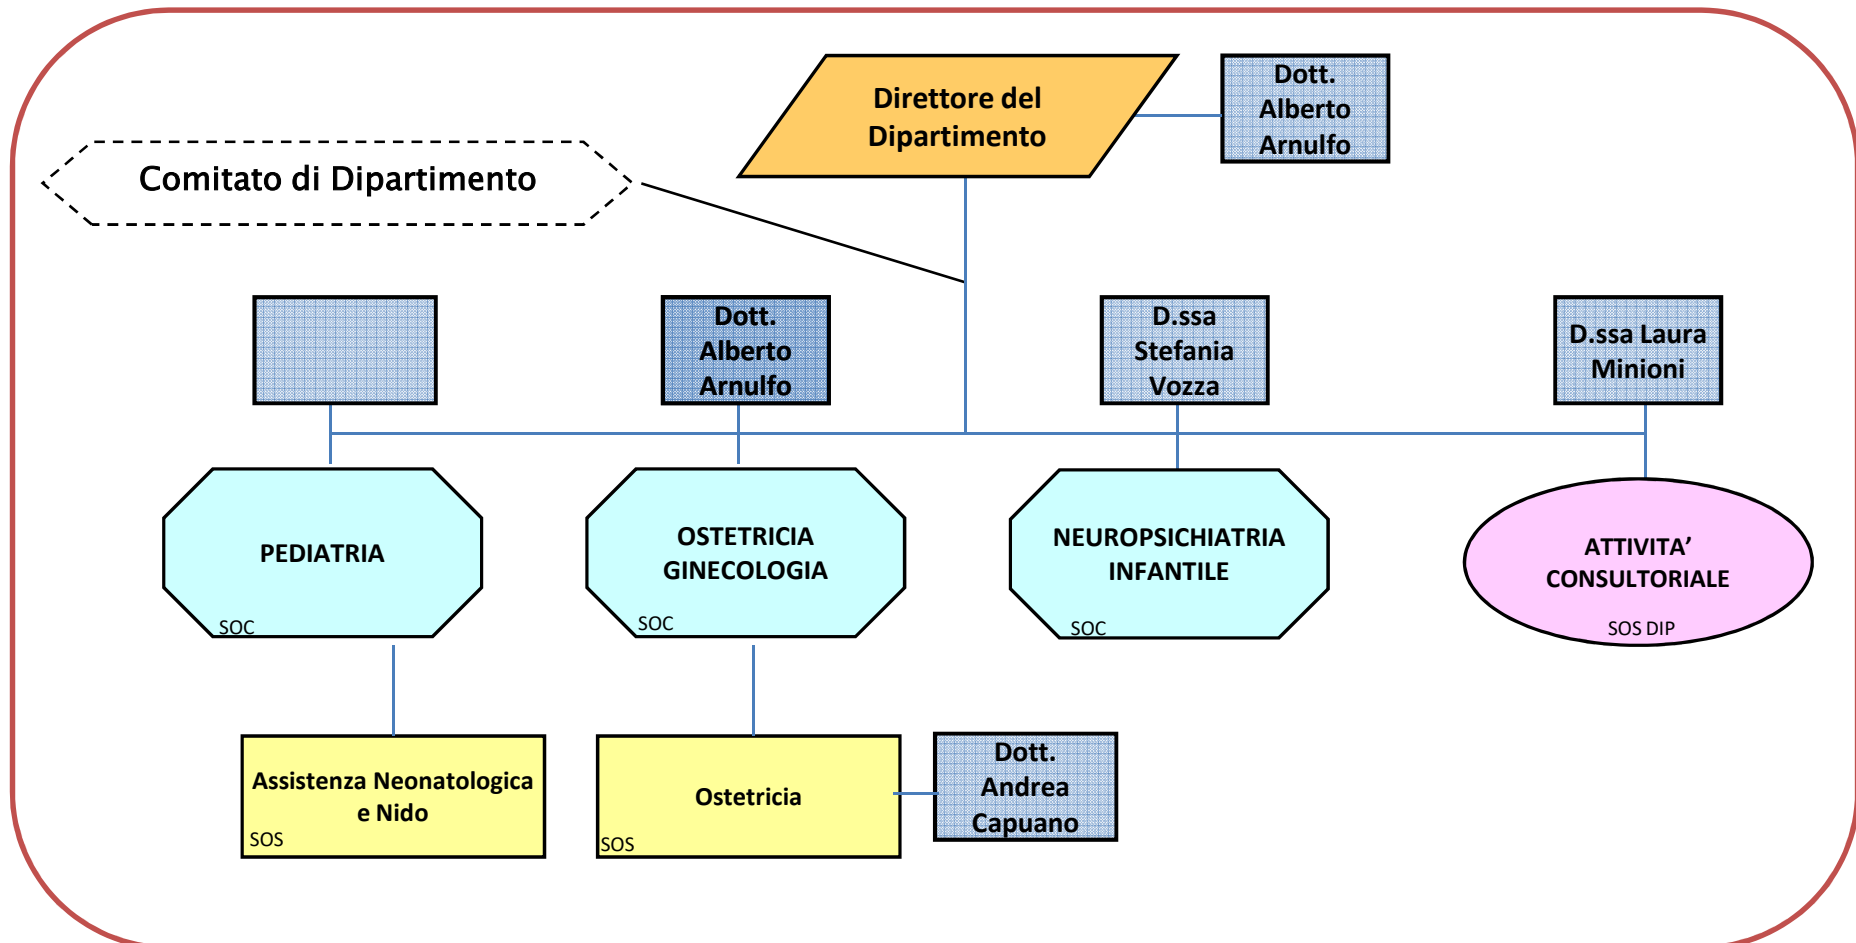 Direttore del
Dipartimento
Dott.
Alberto
Arnulfo
Comitato di Dipartimento
Dott.
Alberto
Arnulfo
D.ssa
Stefania
Vozza
D.ssa Laura
Minioni
PEDIATRIA
SOC
OSTETRICIA
GINECOLOGIA
SOC
NEUROPSICHIATRIA
INFANTILE
SOC
ATTIVITA’
CONSULTORIALE
SOS DIP
Assistenza Neonatologica
e Nido
SOS
Ostetricia
SOS
Dott.
Andrea
Capuano